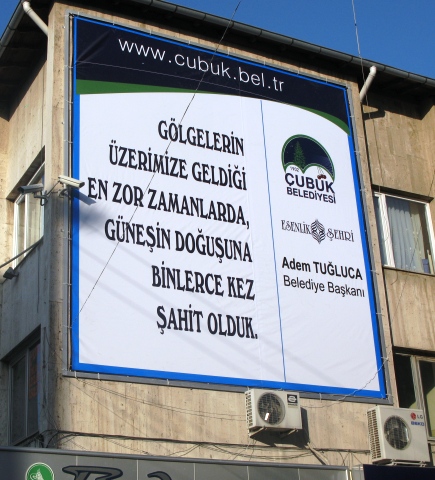 www.cubuk.bel.tr
GÖLGELERİN
ÜZERİMİZE GELDİĞİ
EN ZOR ZAMANLARDA,
GÜNEŞİN DOĞUŞUNA
BİNLERCE KEZ
ŞAHİT OLDUK.
ÇUBUK
BELEDİYESİ
ESENLİK ŞEHRİ
Adem TUĞLUCA
Belediye Başkanı
LG